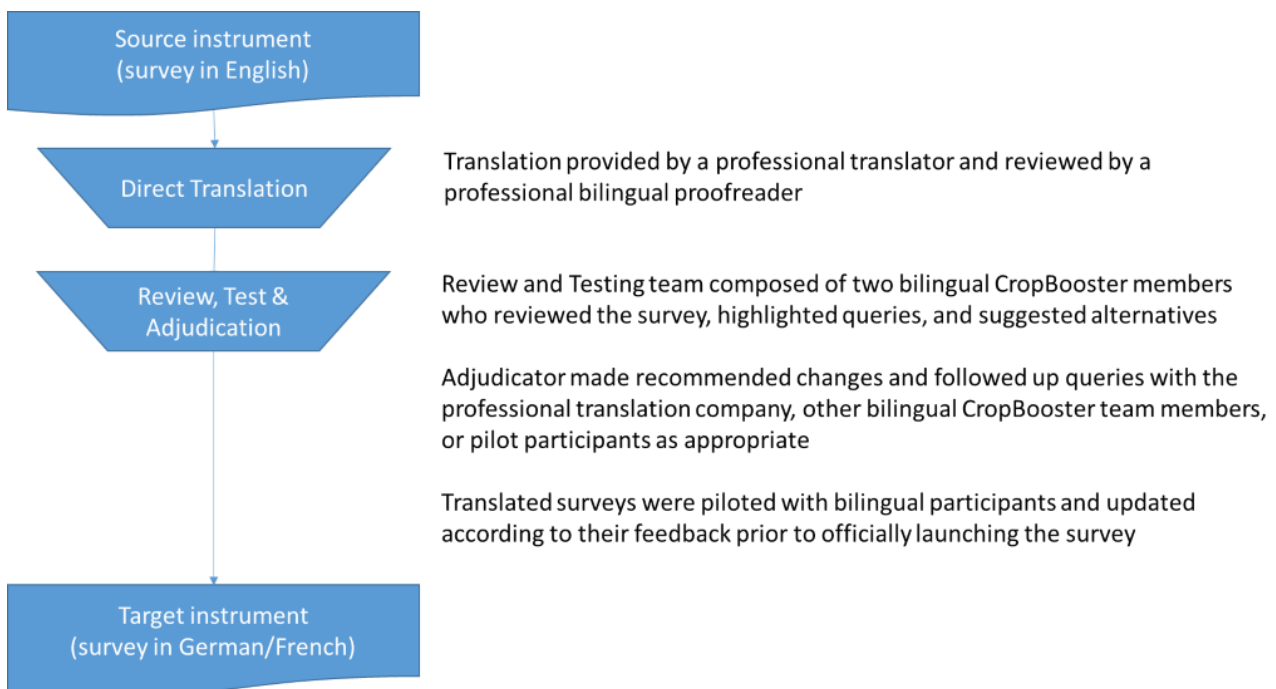 Source instrument
(survey in English)
Direct Translation
Translation provided by a professional translator and reviewed by a
professional bilingual proofreader
Review, Test &
Adjudication
Review and Testing team composed of two bilingual CropBooster members
who reviewed the survey, highlighted queries, and suggested alternatives
Adjudicator made recommended changes and followed up queries with the
professional translation company, other bilingual CropBooster team members,
or pilot participants as appropriate
Translated surveys were piloted with bilingual participants and updated
according to their feedback prior to officially launching the survey
Target instrument
(survey in German/French)